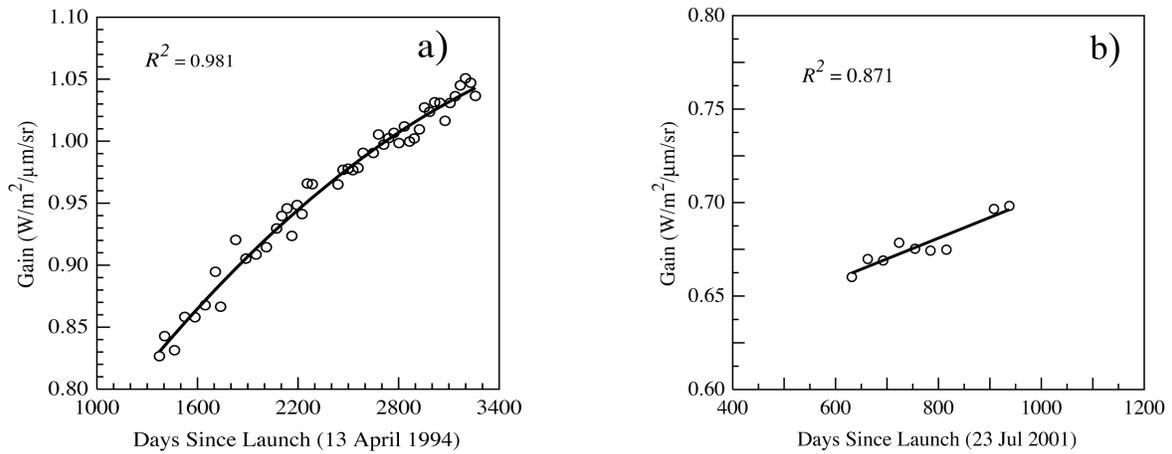 a)
R² = 0.981
1.10
1.05
1.00
0.95
0.90
0.85
0.80
Gain (W/m²/μm/sr)
1000 1600 2200 2800 3400
Days Since Launch (13 April 1994)
b)
R² = 0.871
0.80
0.75
0.70
0.65
0.60
Gain (W/m²/μm/sr)
400 600 800 1000 1200
Days Since Launch (23 Jul 2001)